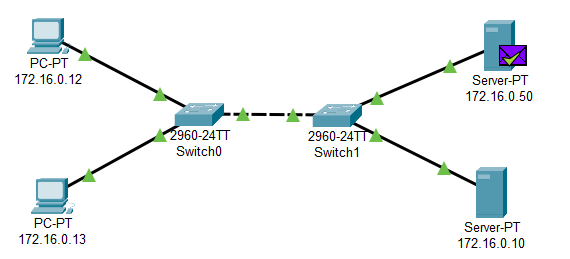 PC-PT
172.16.0.12
Server-PT
172.16.0.50
2960-24TT
Switch0
2960-24TT
Switch1
PC-PT
172.16.0.13
Server-PT
172.16.0.10